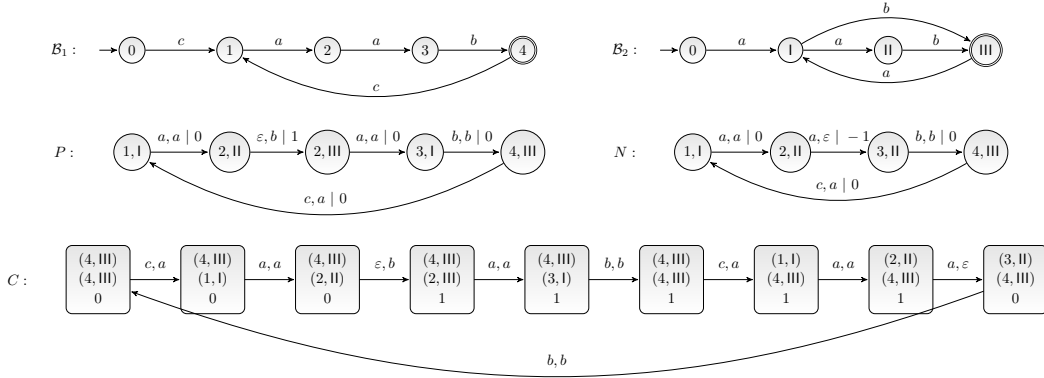 b
𝓑₁ : 0 c 1 a 2 a 3 b 4 𝓑₂ : 0 a I a II b III
c a
a, a | 0 ε, b | 1 a, a | 0 b, b | 0 a, a | 0 a, ε | −1 b, b | 0
P : 1, I 2, II 2, III 3, I 4, III N : 1, I 2, II 3, II 4, III
c, a | 0 c, a | 0
(4, III) (4, III) (4, III) (4, III) (4, III) (4, III) (1, I) (2, II) (3, II)
c, a a, a ε, b a, a b, b c, a a, a a, ε
C : (4, III) (1, I) (2, II) (2, III) (3, I) (4, III) (4, III) (4, III) (4, III)
0 0 0 1 1 1 1 1 0
b, b